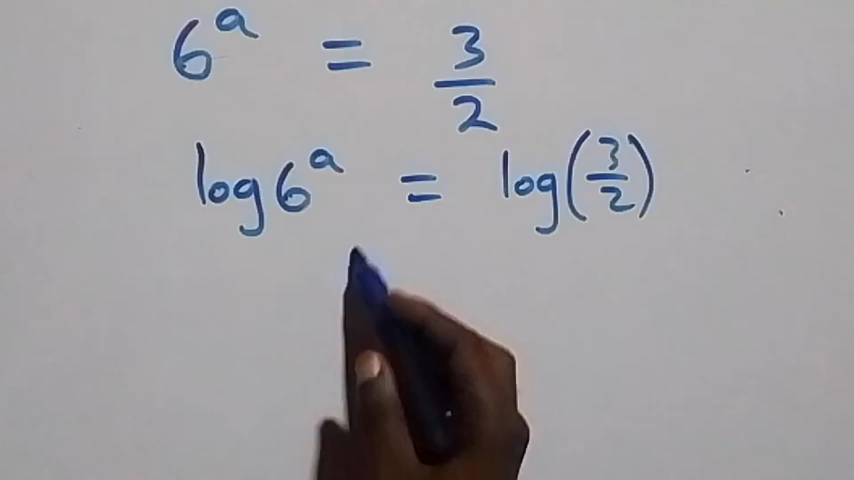 6^a = 3/2
log 6^a = log(3/2)